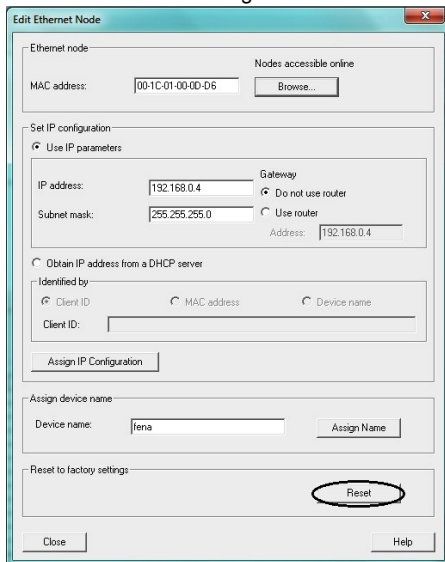 Edit Ethernet Node
Ethernet node
Nodes accessible online
MAC address: 00-1C-01-00-0D-D6 Browse...
Set IP configuration
Use IP parameters
Gateway
IP address: 192.168.0.4 Do not use router
Subnet mask: 255.255.255.0 Use router
Address: 192.168.0.4
Obtain IP address from a DHCP server
Identified by
Client ID MAC address Device name
Client ID:
Assign IP Configuration
Assign device name
Device name: fena Assign Name
Reset to factory settings
Reset
Close Help